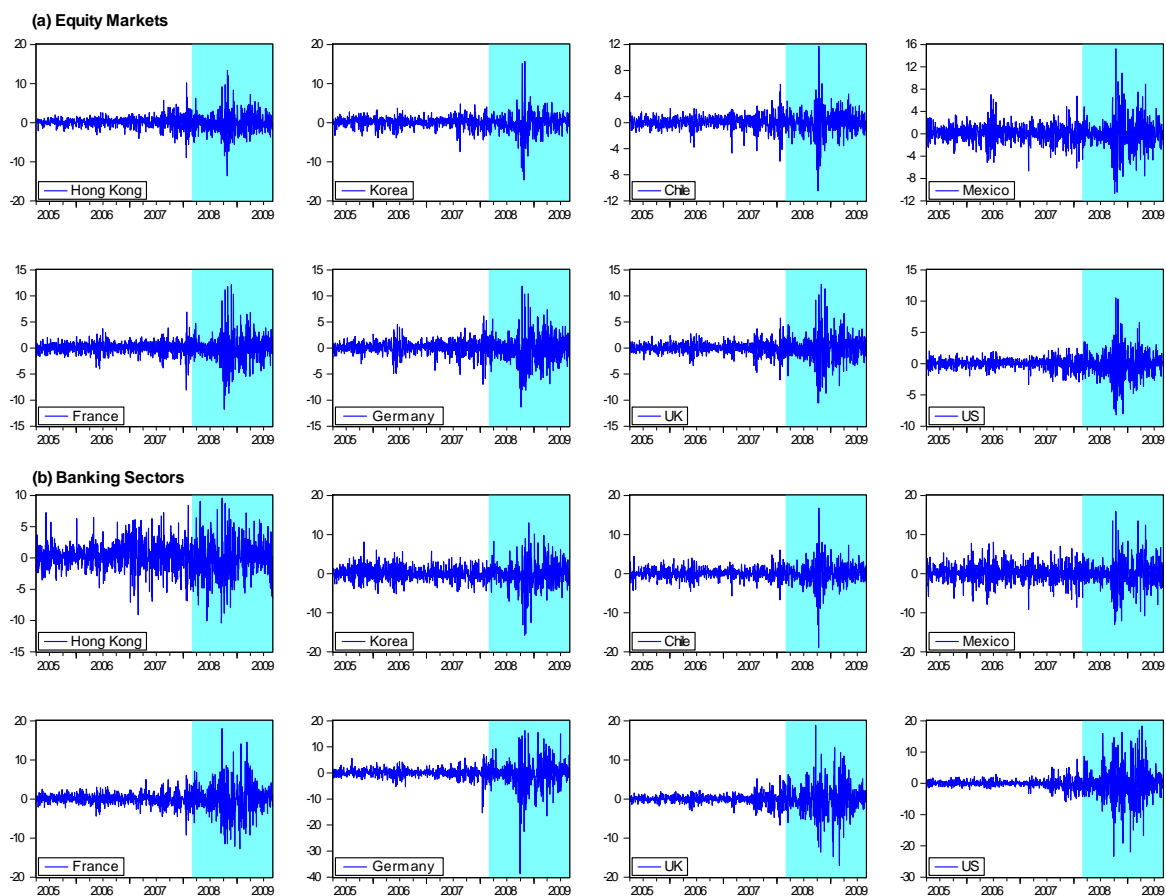 (a) Equity Markets
20 20 12 16
8 12
10 10 8
4
4
0 0 0 0
-4
-4
-10 -10
-8 -8
Hong Kong Korea Chile Mexico
-20 -20 -12 -12
2005 2006 2007 2008 2009 2005 2006 2007 2008 2009 2005 2006 2007 2008 2009 2005 2006 2007 2008 2009
15 15 15 15
10 10 10 10
5 5 5 5
0 0 0 0
-5 -5 -5
-5
-10 -10 -10
France Germany UK US
-15 -15 -15 -10
2005 2006 2007 2008 2009 2005 2006 2007 2008 2009 2005 2006 2007 2008 2009 2005 2006 2007 2008 2009
(b) Banking Sectors
10 20 20 20
5 10 10 10
0 0 0 0
-5
-10 -10 -10 -10
Hong Kong Korea Chile Mexico
-15 -20 -20 -20
2005 2006 2007 2008 2009 2005 2006 2007 2008 2009 2005 2006 2007 2008 2009 2005 2006 2007 2008 2009
20 20 20 20
10 10 10 10
0 0 0 0
-10 -10 -10 -10
-20 -20
-30
France Germany UK US
-20 -40 -20 -30
2005 2006 2007 2008 2009 2005 2006 2007 2008 2009 2005 2006 2007 2008 2009 2005 2006 2007 2008 2009